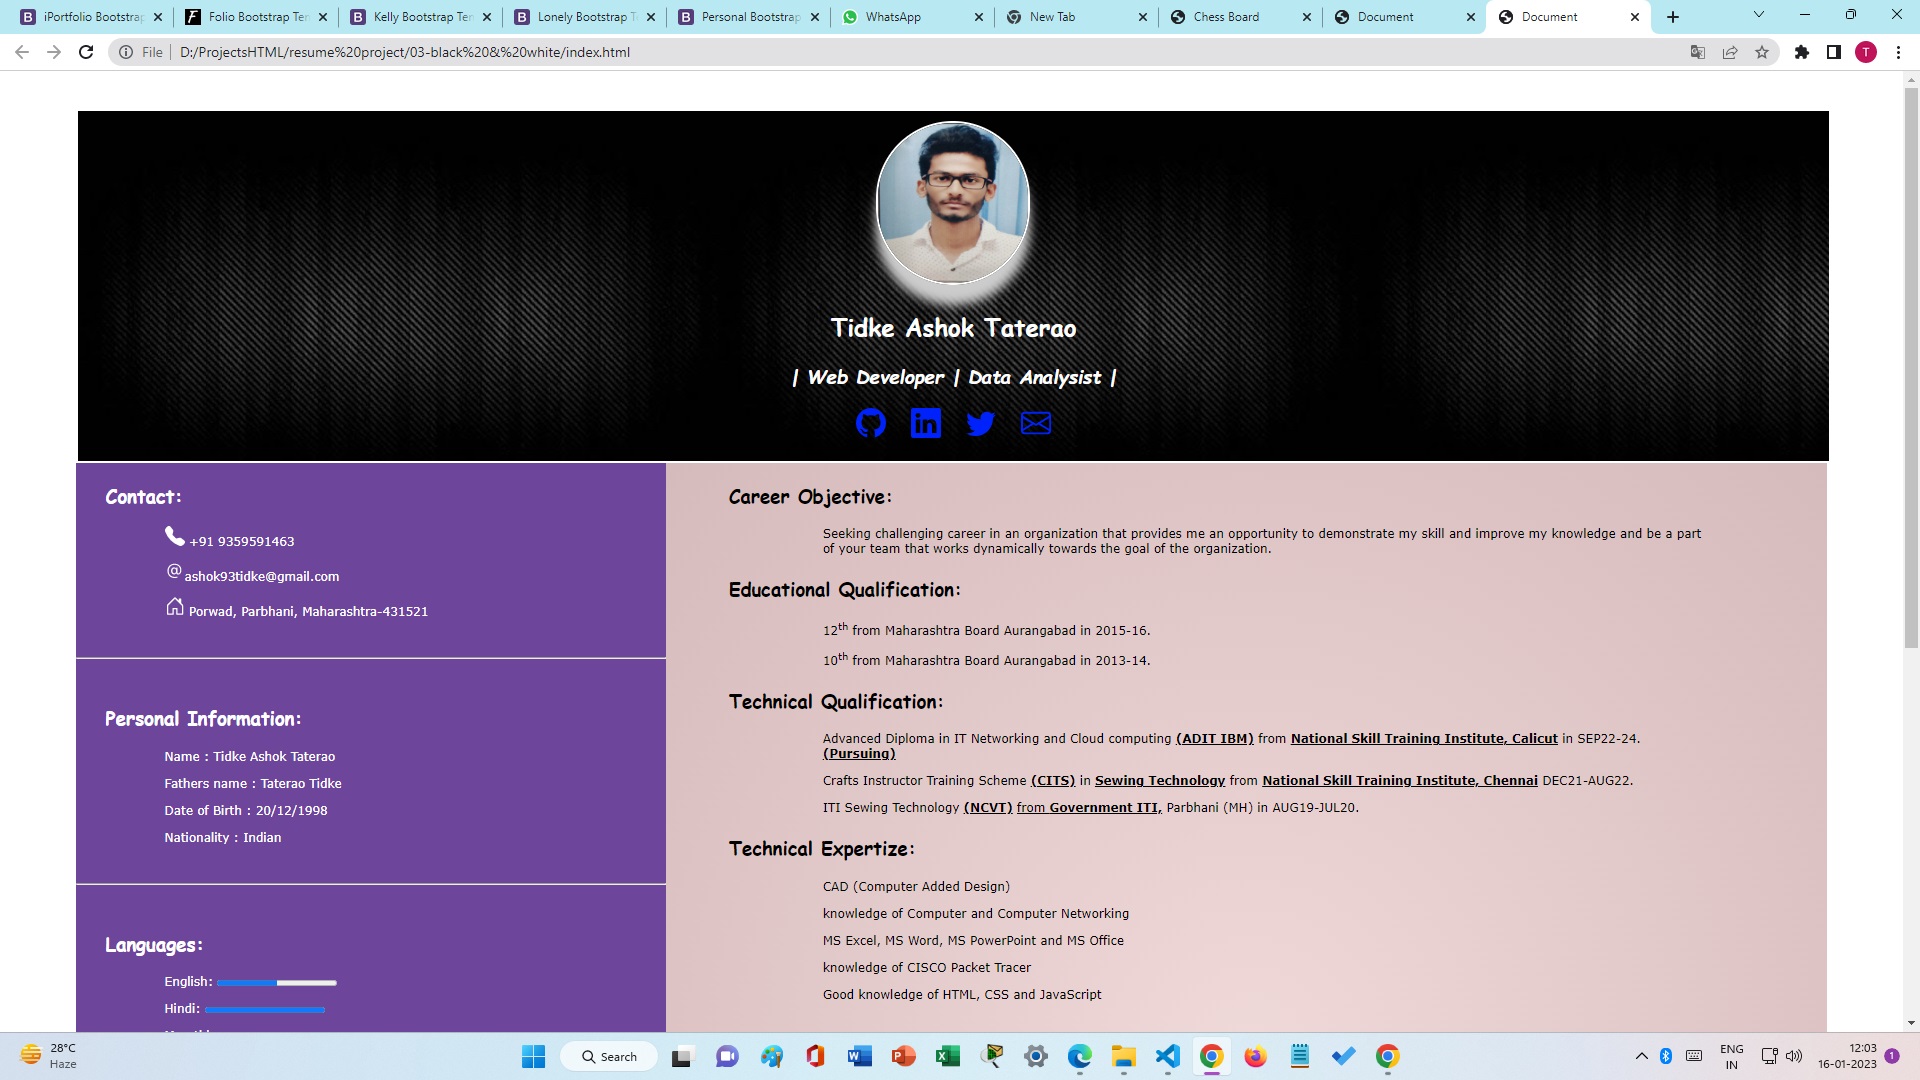 iPortfolio Bootstrap
Folio Bootstrap Tem
Kelly Bootstrap Tem
Lonely Bootstrap T
Personal Bootstrap
WhatsApp
New Tab
Chess Board
Document
Document
File
D:/ProjectsHTML/resume%20project/03-black%20&%20white/index.html
T
Tidke Ashok Taterao
| Web Developer | Data Analysist |
Contact:
+91 9359591463
@ ashok93tidke@gmail.com
Porwad, Parbhani, Maharashtra-431521
Personal Information:
Name : Tidke Ashok Taterao
Fathers name : Taterao Tidke
Date of Birth : 20/12/1998
Nationality : Indian
Languages:
English:
Hindi:
Career Objective:
Seeking challenging career in an organization that provides me an opportunity to demonstrate my skill and improve my knowledge and be a part
of your team that works dynamically towards the goal of the organization.
Educational Qualification:
12th from Maharashtra Board Aurangabad in 2015-16.
10th from Maharashtra Board Aurangabad in 2013-14.
Technical Qualification:
Advanced Diploma in IT Networking and Cloud computing (ADIT IBM) from National Skill Training Institute, Calicut in SEP22-24.
(Pursuing)
Crafts Instructor Training Scheme (CITS) in Sewing Technology from National Skill Training Institute, Chennai DEC21-AUG22.
ITI Sewing Technology (NCVT) from Government ITI, Parbhani (MH) in AUG19-JUL20.
Technical Expertize:
CAD (Computer Added Design)
knowledge of Computer and Computer Networking
MS Excel, MS Word, MS PowerPoint and MS Office
knowledge of CISCO Packet Tracer
Good knowledge of HTML, CSS and JavaScript
28°C
Haze
Search
ENG
IN
12:03
16-01-2023
1